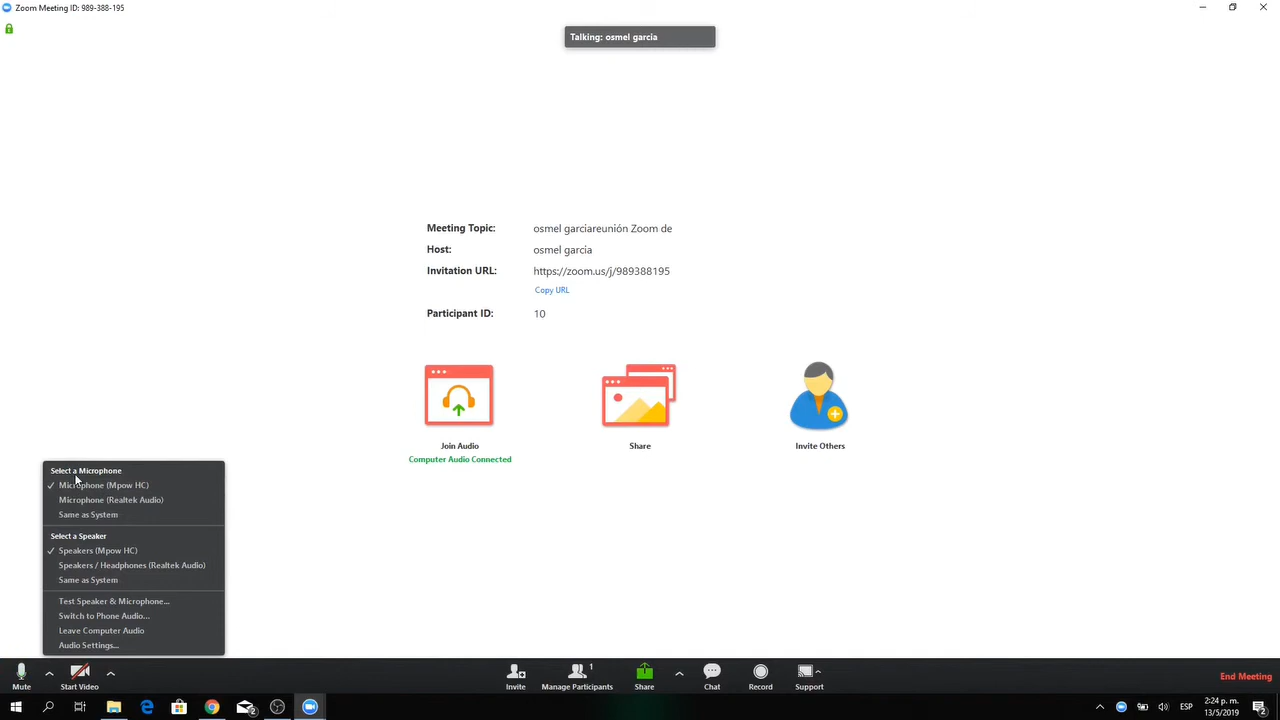 Zoom Meeting ID: 989-388-195
Talking: osmel garcia
Meeting Topic: osmel garciareunión Zoom de
Host: osmel garcia
Invitation URL: https://zoom.us/j/989388195
Copy URL
Participant ID: 10
Join Audio
Computer Audio Connected
Share
Invite Others
Select a Microphone
Microphone (Mpow HC)
Microphone (Realtek Audio)
Same as System
Select a Speaker
Speakers (Mpow HC)
Speakers / Headphones (Realtek Audio)
Same as System
Test Speaker & Microphone...
Switch to Phone Audio...
Leave Computer Audio
Audio Settings...
Mute
Start Video
Invite
1
Manage Participants
Share
Chat
Record
Support
End Meeting
2
ESP
2:24 p. m.
13/5/2019
2